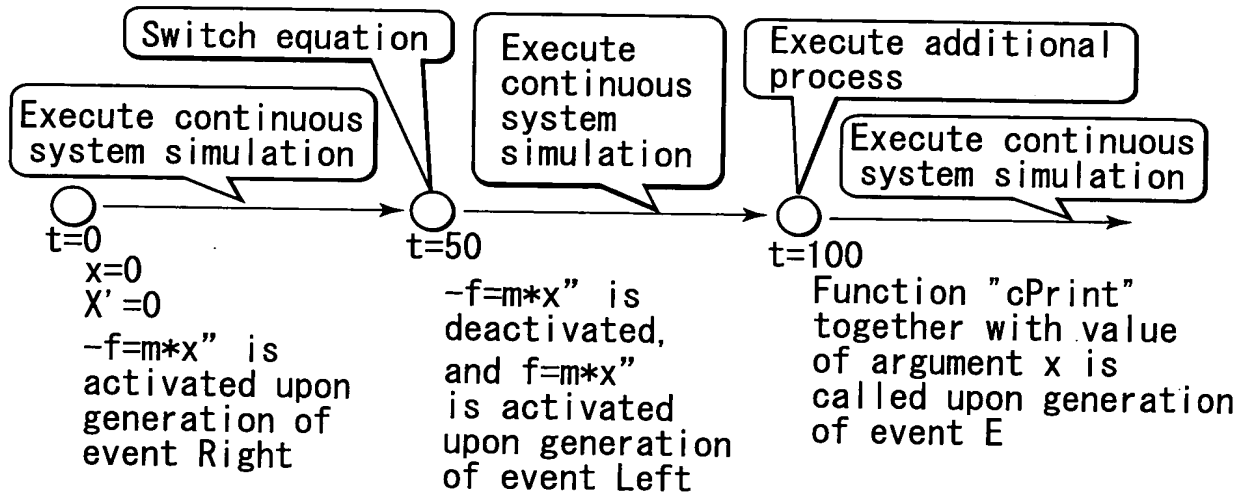 Switch equation
Execute
continuous
system
simulation
Execute additional
process
Execute continuous
system simulation
Execute continuous
system simulation
t=0
x=0
X'=0
-f=m*x" is
activated upon
generation of
event Right
t=50
-f=m*x" is
deactivated,
and f=m*x"
is activated
upon generation
of event Left
t=100
Function "cPrint"
together with value
of argument x is
called upon generation
of event E